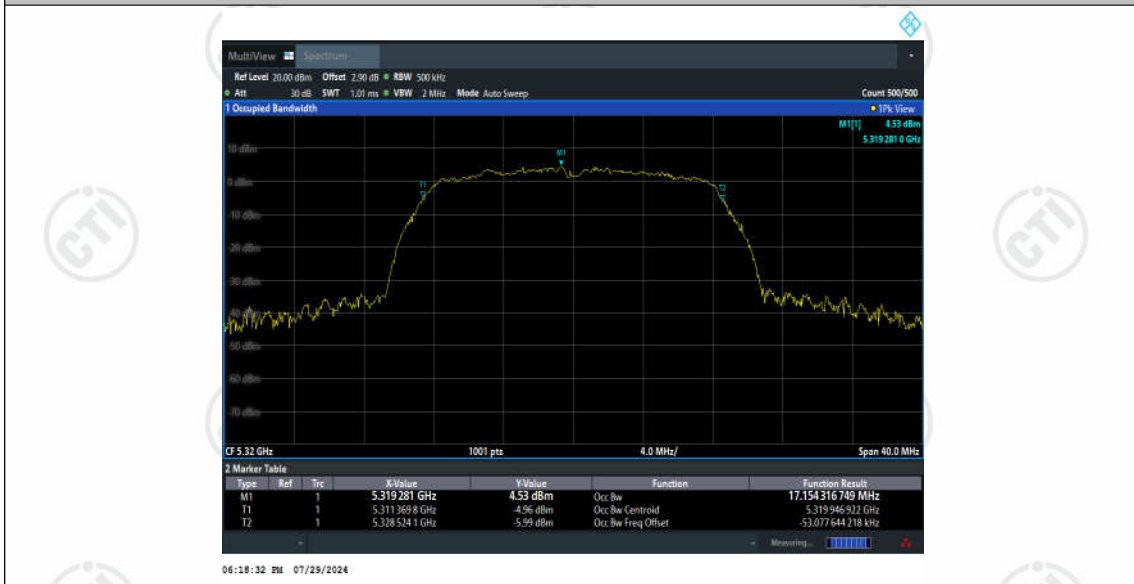 MultiView Spectrum
Ref Level 20.00 dBm Offset 2.90 dB RBW 500 kHz
Att 30 dB SWT 1.01 ms VBW 2 MHz Mode Auto Sweep Count 500/500
1 Occupied Bandwidth 1Pk View
M1[1] 4.53 dBm
5.319 281 0 GHz
10 dBm
M1
0 dBm
T1
T2
-10 dBm
-20 dBm
-30 dBm
-40 dBm
-50 dBm
-60 dBm
-70 dBm
CF 5.32 GHz 1001 pts 4.0 MHz/ Span 40.0 MHz
2 Marker Table
Type Ref Trc X-Value Y-Value Function Function Result
M1 1 5.319 281 GHz 4.53 dBm Occ Bw 17.154 316 749 MHz
T1 1 5.311 369 8 GHz -4.96 dBm Occ Bw Centroid 5.319 946 922 GHz
T2 1 5.328 524 1 GHz -5.99 dBm Occ Bw Freq Offset -53.077 644 218 kHz
Measuring...
06:18:32 PM 07/29/2024
CTI
CTI